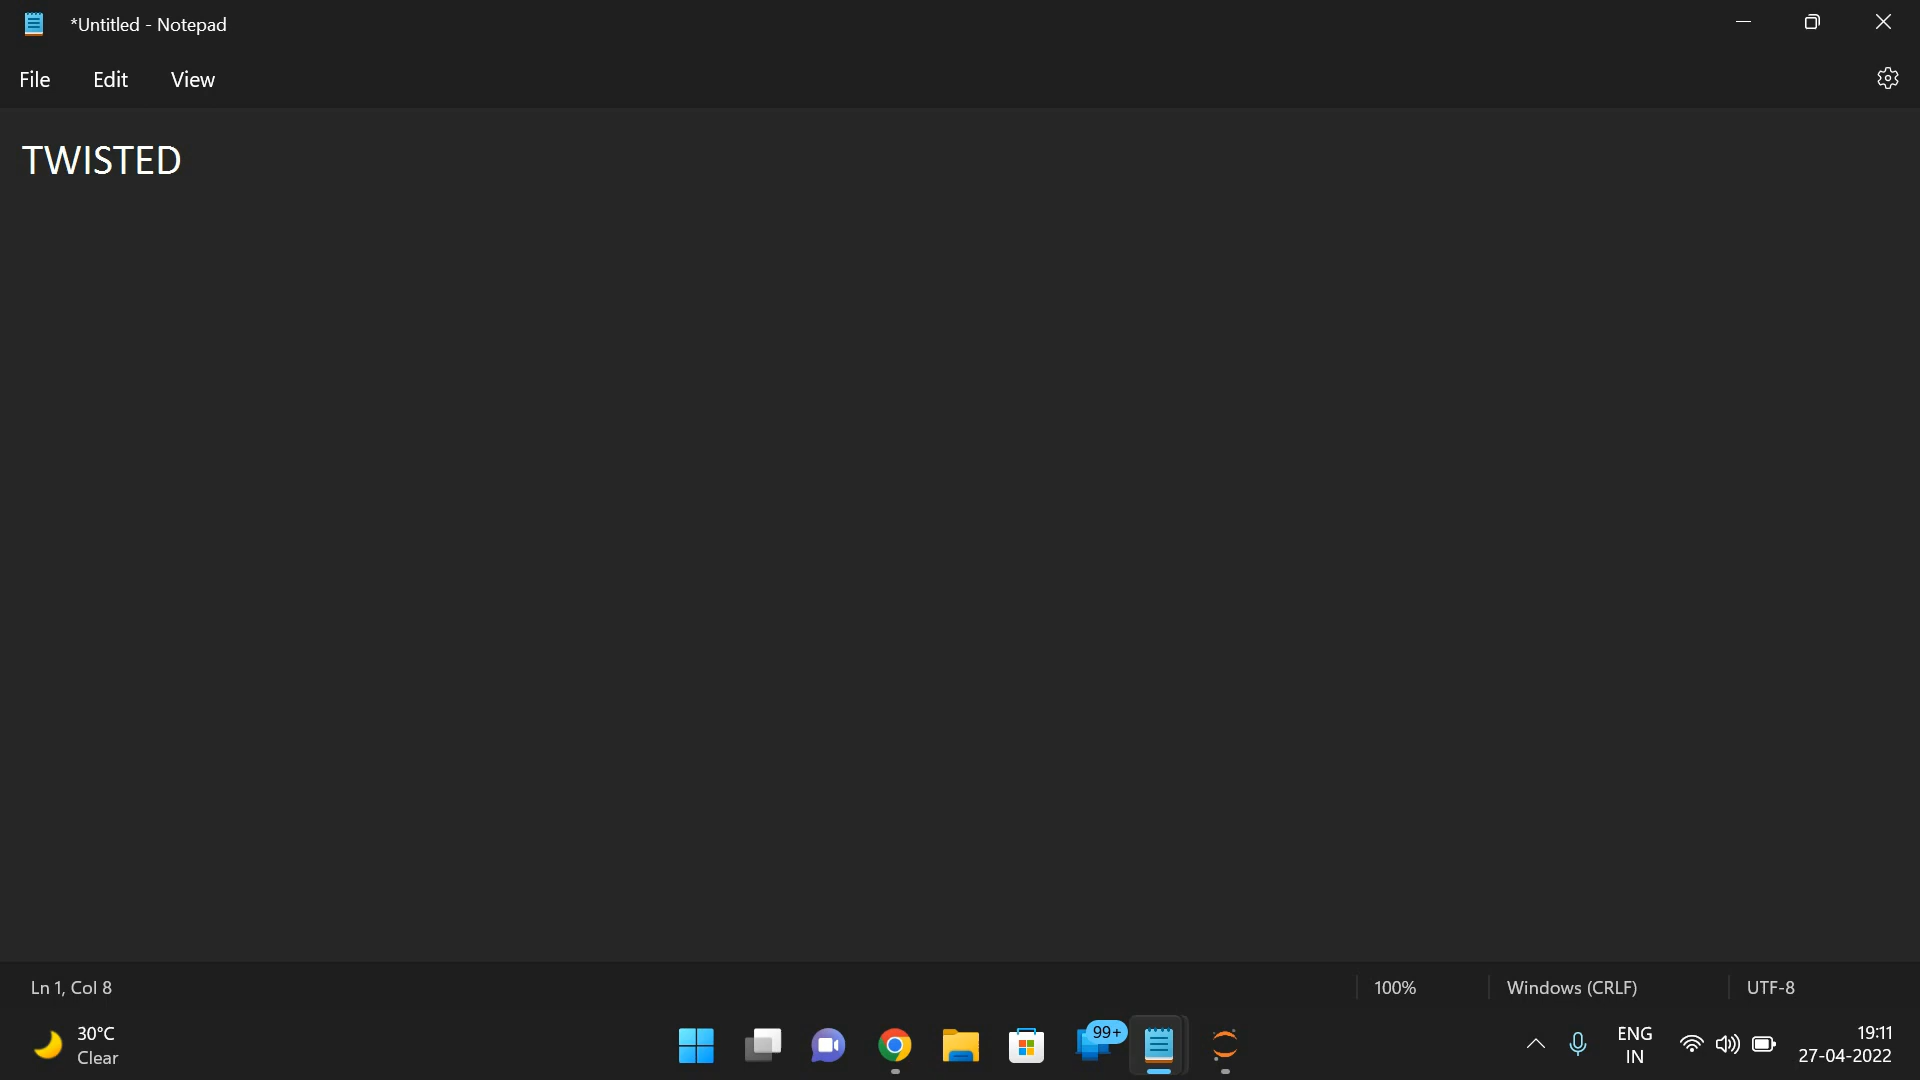 *Untitled - Notepad
File Edit View
TWISTED
Ln 1, Col 8 100% Windows (CRLF) UTF-8
30°C
Clear
99+
ENG
IN
19:11
27-04-2022